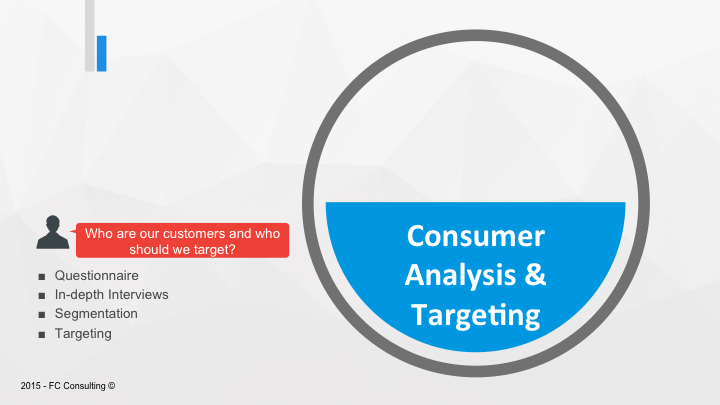 Who are our customers and who
should we target?
■ Questionnaire
■ In-depth Interviews
■ Segmentation
■ Targeting
Consumer
Analysis &
Targeting
2015 - FC Consulting ©